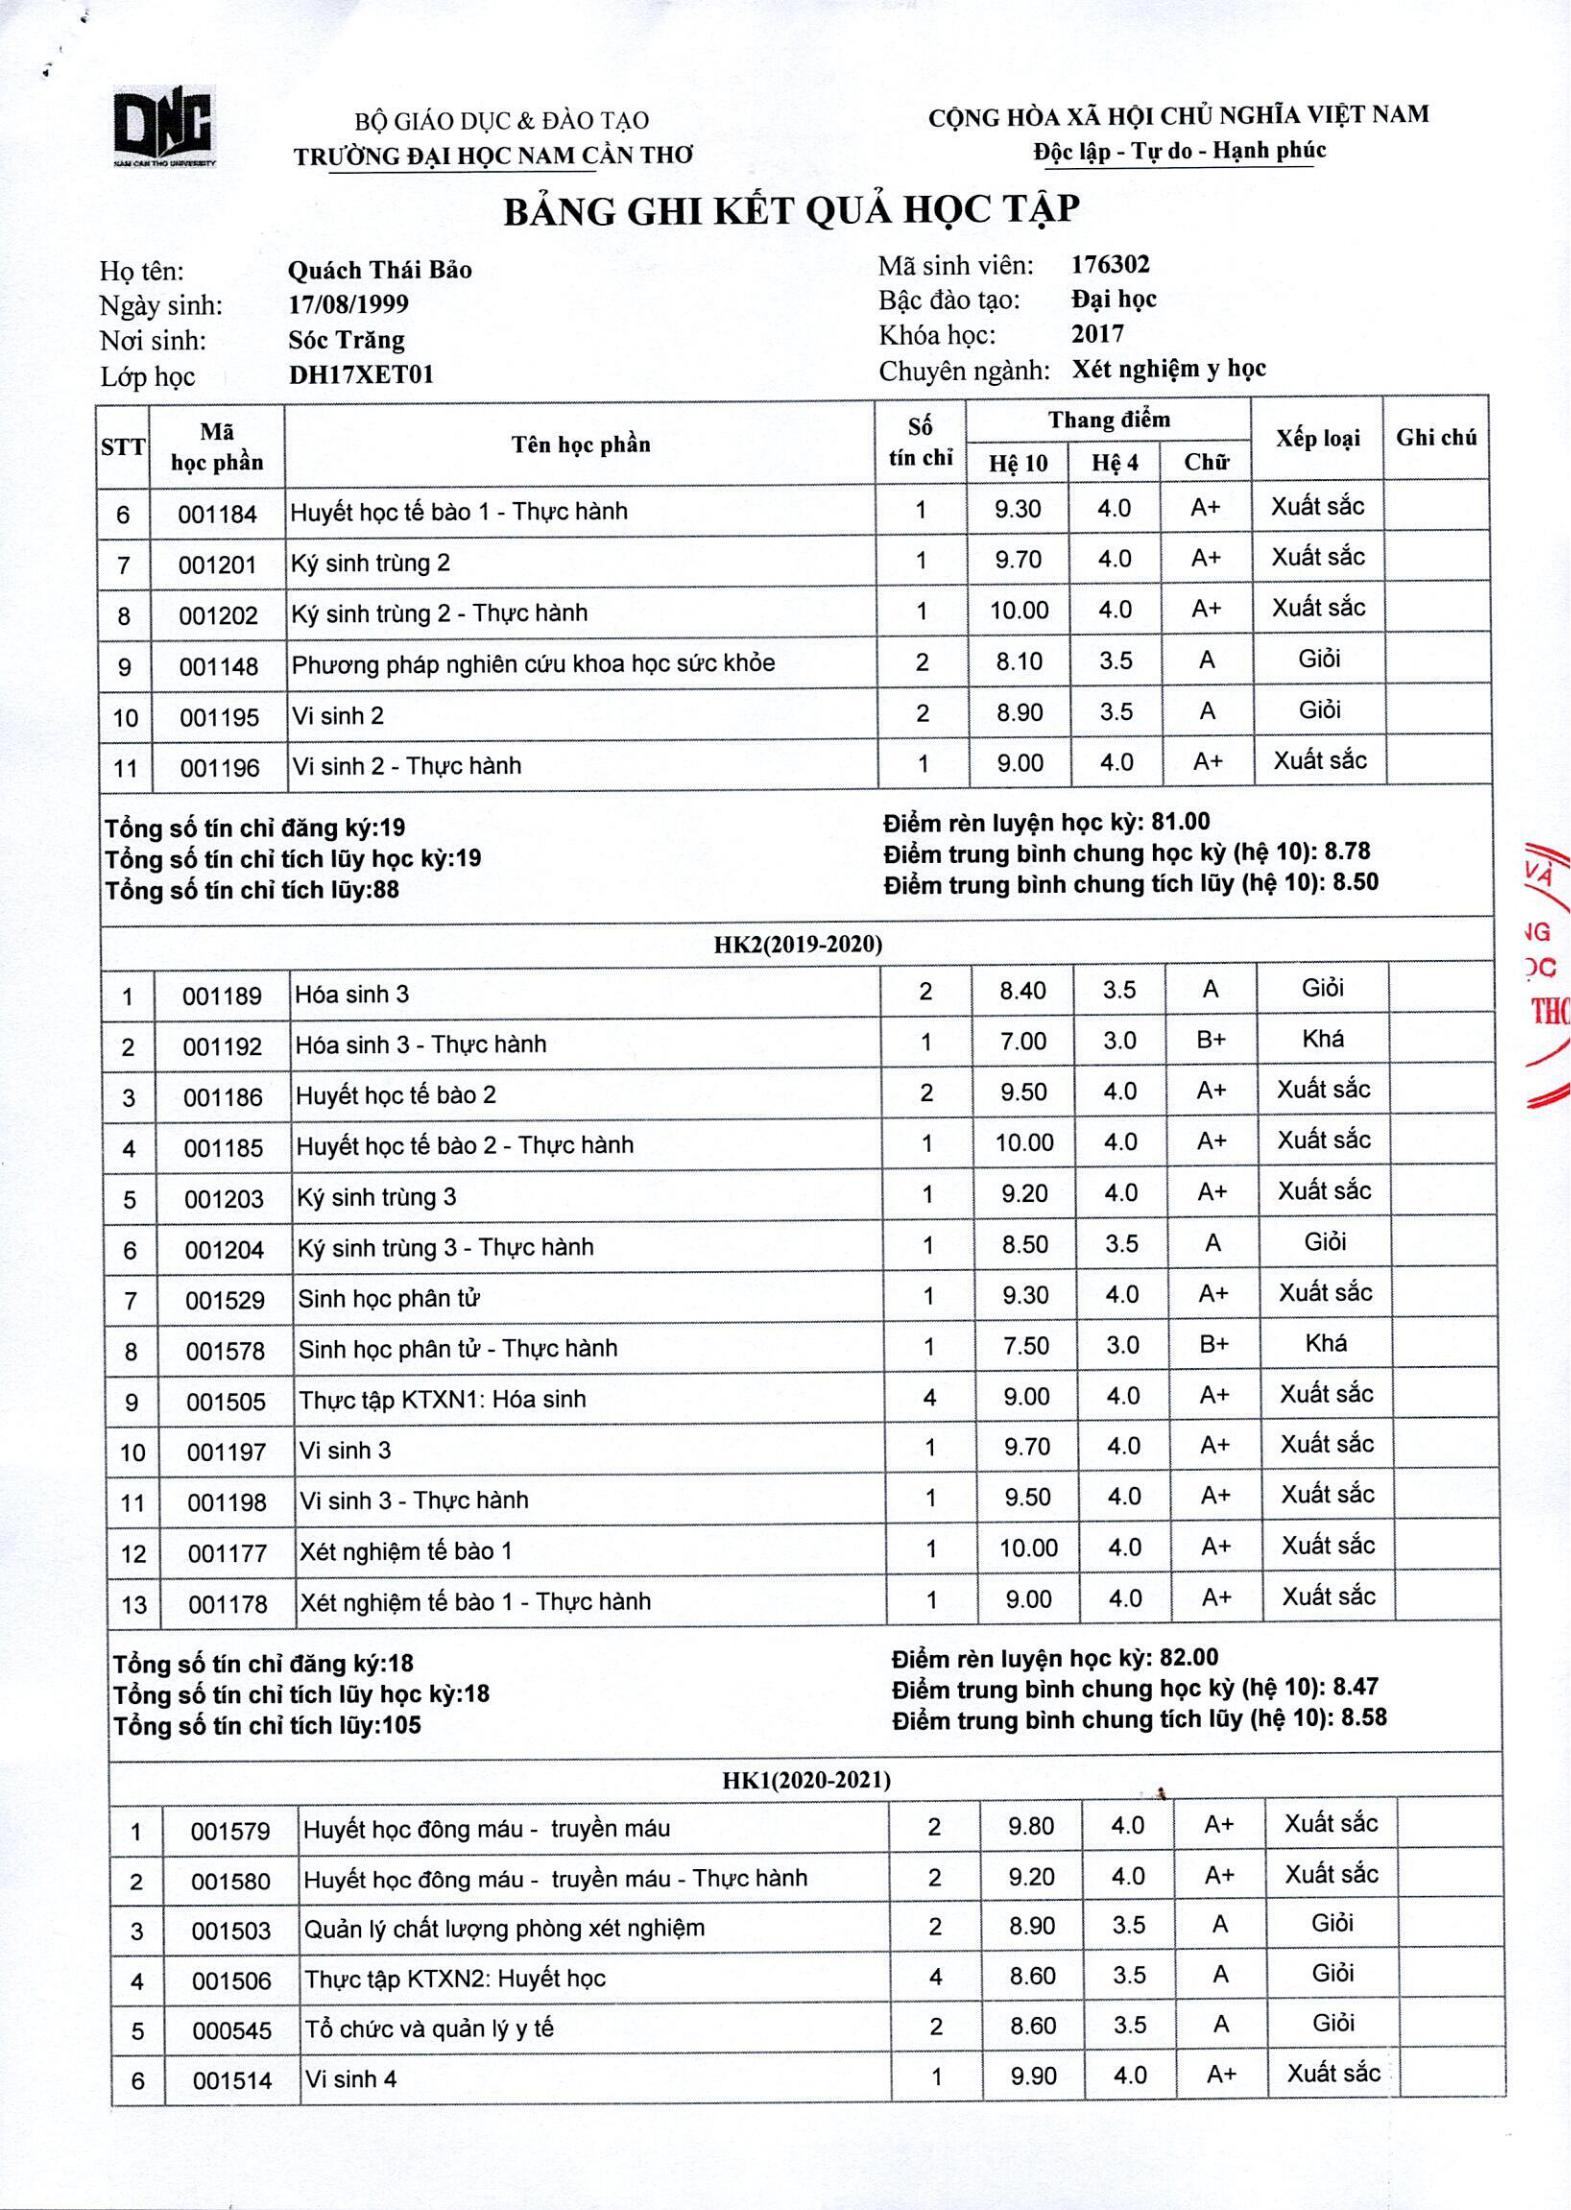 DNC
NAM CAN THO UNIVERSITY
BỘ GIÁO DỤC & ĐÀO TẠO
TRƯỜNG ĐẠI HỌC NAM CẦN THƠ
CỘNG HÒA XÃ HỘI CHỦ NGHĨA VIỆT NAM
Độc lập - Tự do - Hạnh phúc
BẢNG GHI KẾT QUẢ HỌC TẬP
Họ tên: Quách Thái Bảo Mã sinh viên: 176302
Ngày sinh: 17/08/1999 Bậc đào tạo: Đại học
Nơi sinh: Sóc Trăng Khóa học: 2017
Lớp học DH17XET01 Chuyên ngành: Xét nghiệm y học
STT Mã học phần Tên học phần Số tín chỉ Thang điểm Xếp loại Ghi chú
Hệ 10 Hệ 4 Chữ
6 001184 Huyết học tế bào 1 - Thực hành 1 9.30 4.0 A+ Xuất sắc
7 001201 Ký sinh trùng 2 1 9.70 4.0 A+ Xuất sắc
8 001202 Ký sinh trùng 2 - Thực hành 1 10.00 4.0 A+ Xuất sắc
9 001148 Phương pháp nghiên cứu khoa học sức khỏe 2 8.10 3.5 A Giỏi
10 001195 Vi sinh 2 2 8.90 3.5 A Giỏi
11 001196 Vi sinh 2 - Thực hành 1 9.00 4.0 A+ Xuất sắc
Tổng số tín chỉ đăng ký:19 Điểm rèn luyện học kỳ: 81.00
Tổng số tín chỉ tích lũy học kỳ:19 Điểm trung bình chung học kỳ (hệ 10): 8.78
Tổng số tín chỉ tích lũy:88 Điểm trung bình chung tích lũy (hệ 10): 8.50
HK2(2019-2020)
1 001189 Hóa sinh 3 2 8.40 3.5 A Giỏi
2 001192 Hóa sinh 3 - Thực hành 1 7.00 3.0 B+ Khá
3 001186 Huyết học tế bào 2 2 9.50 4.0 A+ Xuất sắc
4 001185 Huyết học tế bào 2 - Thực hành 1 10.00 4.0 A+ Xuất sắc
5 001203 Ký sinh trùng 3 1 9.20 4.0 A+ Xuất sắc
6 001204 Ký sinh trùng 3 - Thực hành 1 8.50 3.5 A Giỏi
7 001529 Sinh học phân tử 1 9.30 4.0 A+ Xuất sắc
8 001578 Sinh học phân tử - Thực hành 1 7.50 3.0 B+ Khá
9 001505 Thực tập KTXN1: Hóa sinh 4 9.00 4.0 A+ Xuất sắc
10 001197 Vi sinh 3 1 9.70 4.0 A+ Xuất sắc
11 001198 Vi sinh 3 - Thực hành 1 9.50 4.0 A+ Xuất sắc
12 001177 Xét nghiệm tế bào 1 1 10.00 4.0 A+ Xuất sắc
13 001178 Xét nghiệm tế bào 1 - Thực hành 1 9.00 4.0 A+ Xuất sắc
Tổng số tín chỉ đăng ký:18 Điểm rèn luyện học kỳ: 82.00
Tổng số tín chỉ tích lũy học kỳ:18 Điểm trung bình chung học kỳ (hệ 10): 8.47
Tổng số tín chỉ tích lũy:105 Điểm trung bình chung tích lũy (hệ 10): 8.58
HK1(2020-2021)
1 001579 Huyết học đông máu - truyền máu 2 9.80 4.0 A+ Xuất sắc
2 001580 Huyết học đông máu - truyền máu - Thực hành 2 9.20 4.0 A+ Xuất sắc
3 001503 Quản lý chất lượng phòng xét nghiệm 2 8.90 3.5 A Giỏi
4 001506 Thực tập KTXN2: Huyết học 4 8.60 3.5 A Giỏi
5 000545 Tổ chức và quản lý y tế 2 8.60 3.5 A Giỏi
6 001514 Vi sinh 4 1 9.90 4.0 A+ Xuất sắc
VÀ